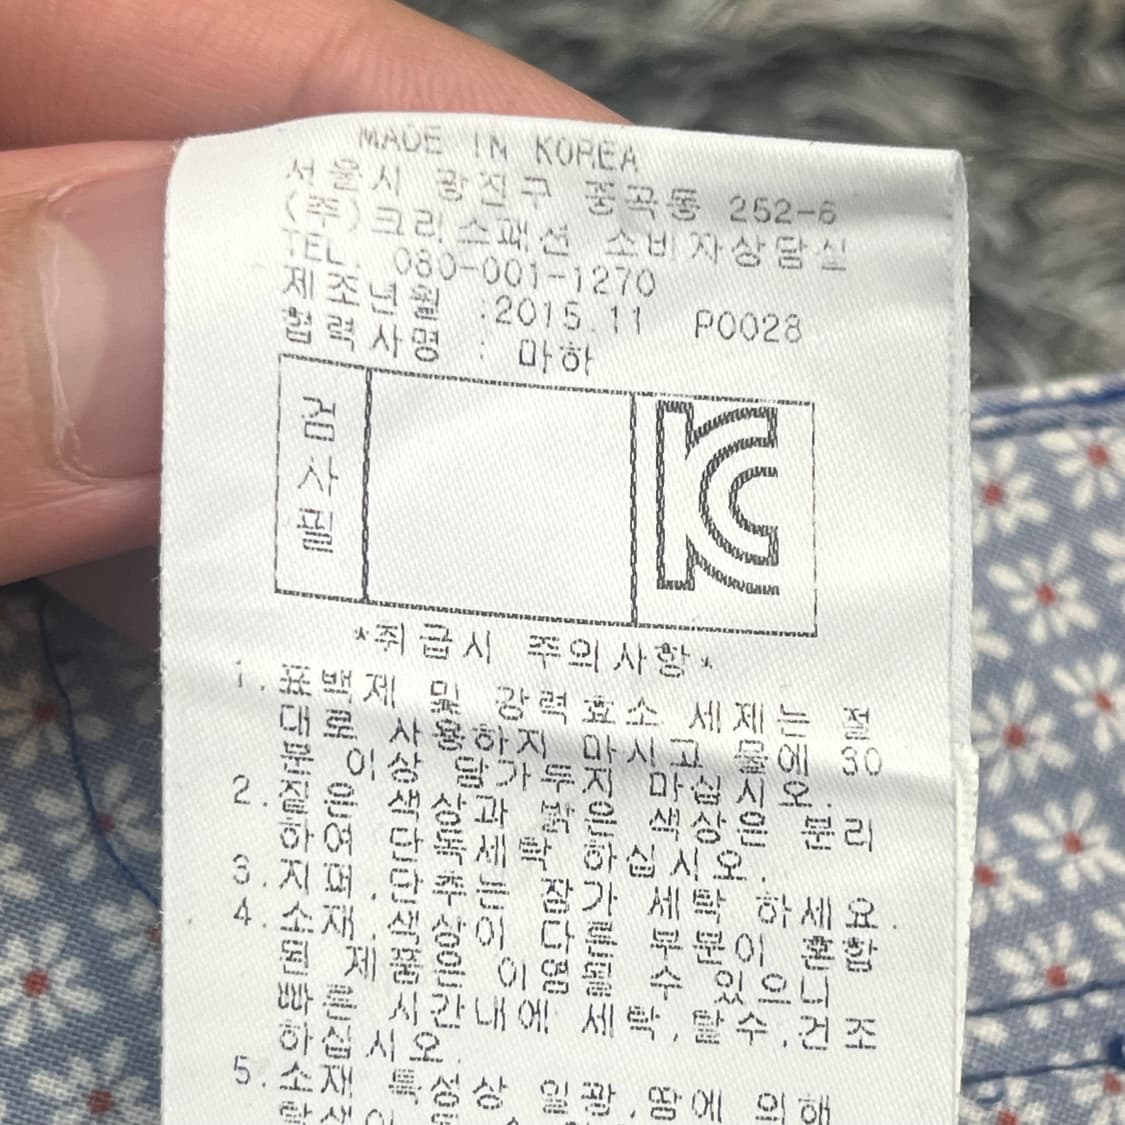 MADE IN KOREA
서울시 광진구 중곡동 252-6
(주)크리스패션 소비자상담실
TEL. 080-001-1270
제조년월 :2015.11 P0028
협력사명 : 마하
검사필
KC
*취급시 주의사항*
1.표백제 및 강력효소 세제는 절
대로 사용하지 마시고 물에 30
분 이상 담가두지 마십시오.
2.짙은 색상과 밝은 색상은 분리
하여 단독세탁 하십시오.
3.지퍼,단추는 잠가 세탁 하세요.
4.소재,색상이 다른 부분이 혼합
된 제품은 이염될 수 있으니
빠른 시간내에 세탁,탈수,건조
하십시오.
5.소재 특성상 일광,땀에 의해